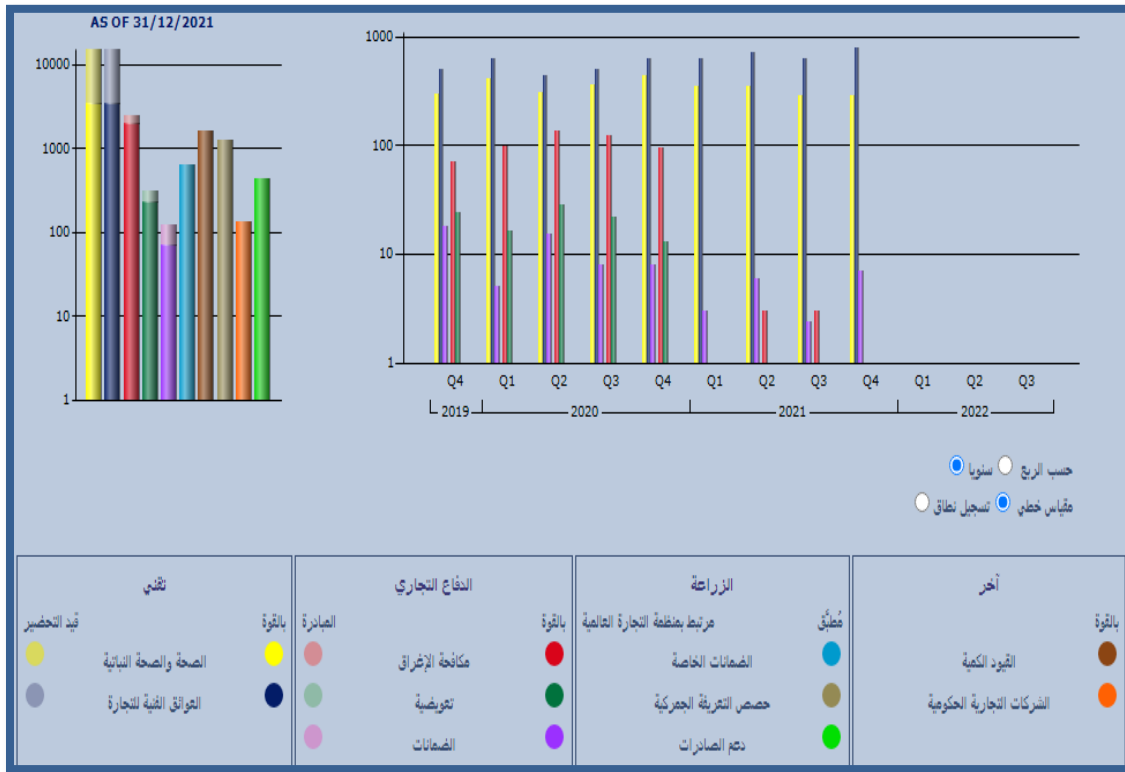 AS OF 31/12/2021
10000
1000
100
10
1
1000
100
10
1
Q4 Q1 Q2 Q3 Q4 Q1 Q2 Q3 Q4 Q1 Q2 Q3
2019 2020 2021 2022
حسب الربع سنويا
مقياس خطي تسجيل نطاق
آخر
بالقوة
القيود الكمية
الشركات التجارية الحكومية
الزراعة
مُطبَّق مرتبط بمنظمة التجارة العالمية
الضمانات الخاصة
حصص التعريفة الجمركية
دعم الصادرات
الدفاع التجاري
بالقوة المبادرة
مكافحة الإغراق
تعويضية
الضمانات
تقني
بالقوة قيد التحضير
الصحة والصحة النباتية
العوائق الفنية للتجارة